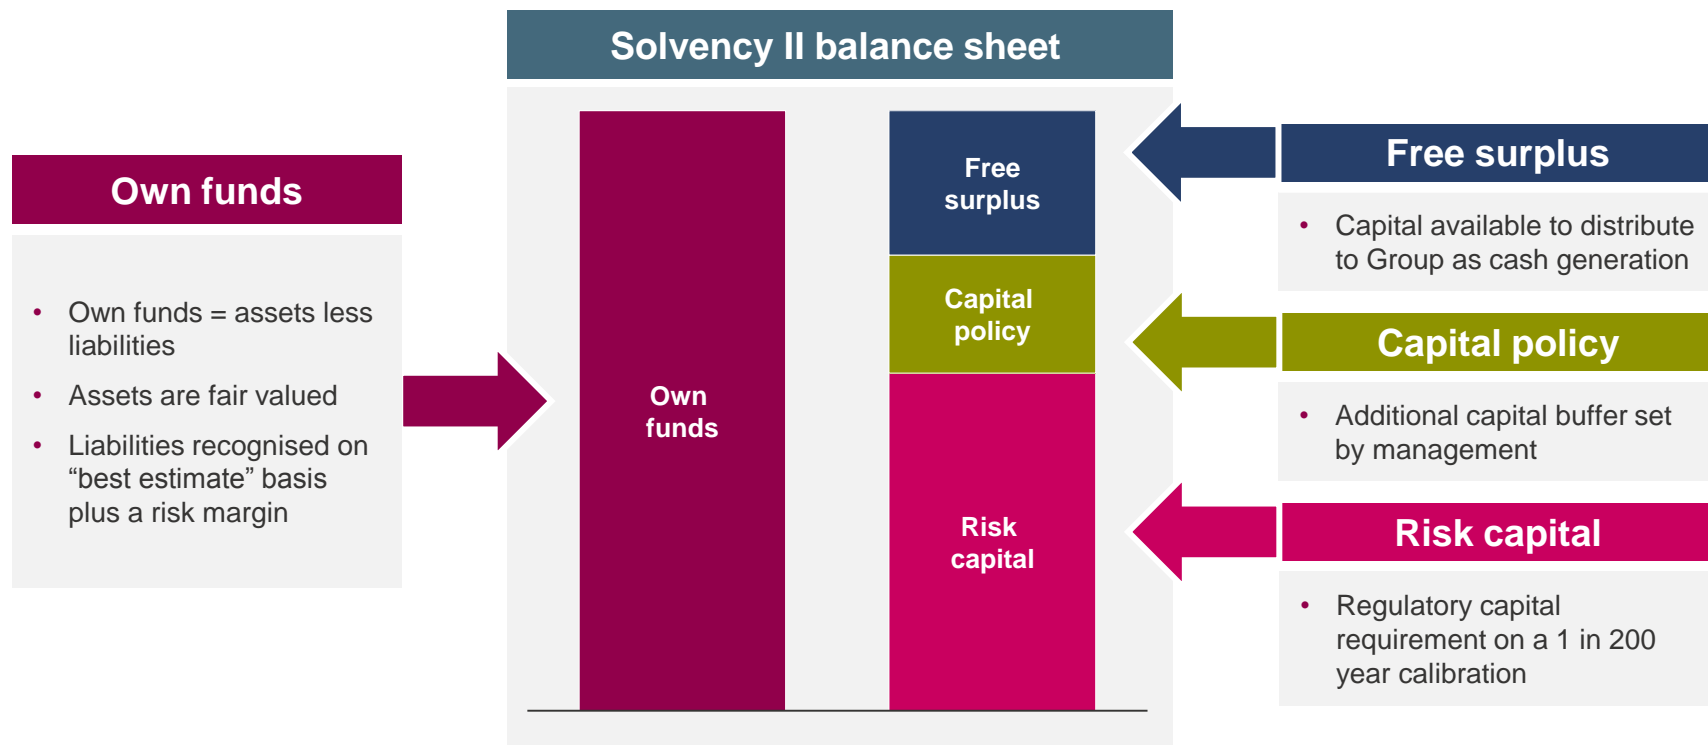 Solvency II balance sheet
Own funds
• Own funds = assets less
liabilities
• Assets are fair valued
• Liabilities recognised on
“best estimate” basis
plus a risk margin
Own
funds
Free
surplus
Capital
policy
Risk
capital
Free surplus
• Capital available to distribute
to Group as cash generation
Capital policy
• Additional capital buffer set
by management
Risk capital
• Regulatory capital
requirement on a 1 in 200
year calibration